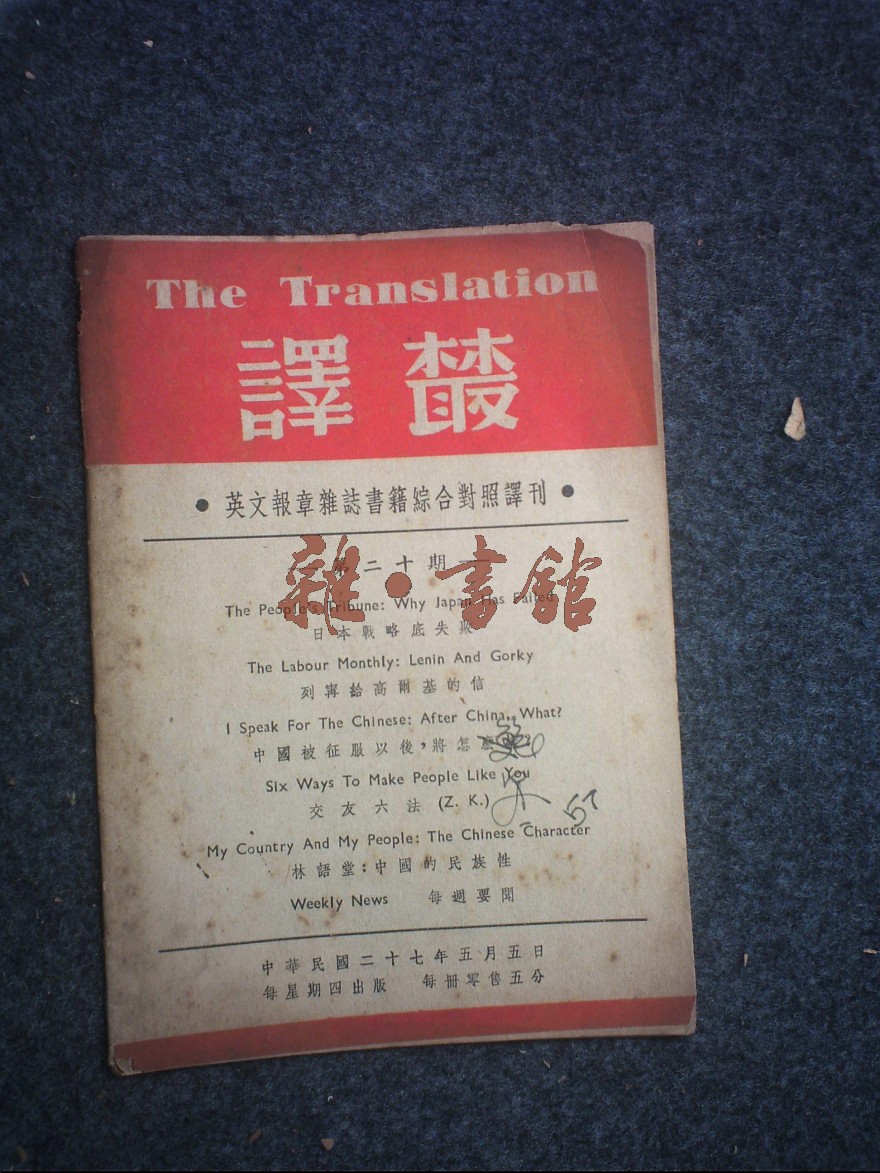 The Translation
譯叢
• 英文報章雜誌書籍綜合對照譯刊 •
第二十期
雜·書館
The People's Tribune: Why Japan Has Failed
日本戰略底失敗
The Labour Monthly: Lenin And Gorky
列寗給高爾基的信
I Speak For The Chinese: After China, What?
中國被征服以後，將怎
Six Ways To Make People Like You
交友六法 (Z. K.)
My Country And My People: The Chinese Character
林語堂：中國的民族性
Weekly News 每週要聞
中華民國二十七年五月五日
每星期四出版 每冊零售五分